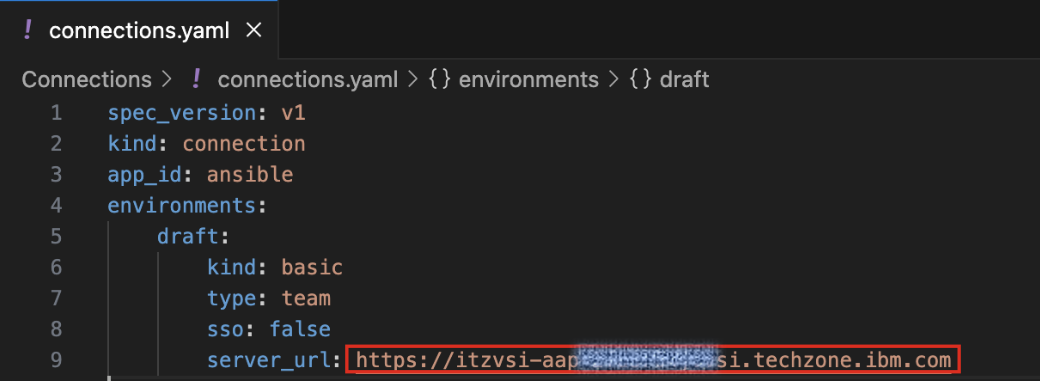 ! connections.yaml ×
Connections > ! connections.yaml > {} environments > {} draft
1 spec_version: v1
2 kind: connection
3 app_id: ansible
4 environments:
5 draft:
6 kind: basic
7 type: team
8 sso: false
9 server_url: https://itzvsi-aap si.techzone.ibm.com